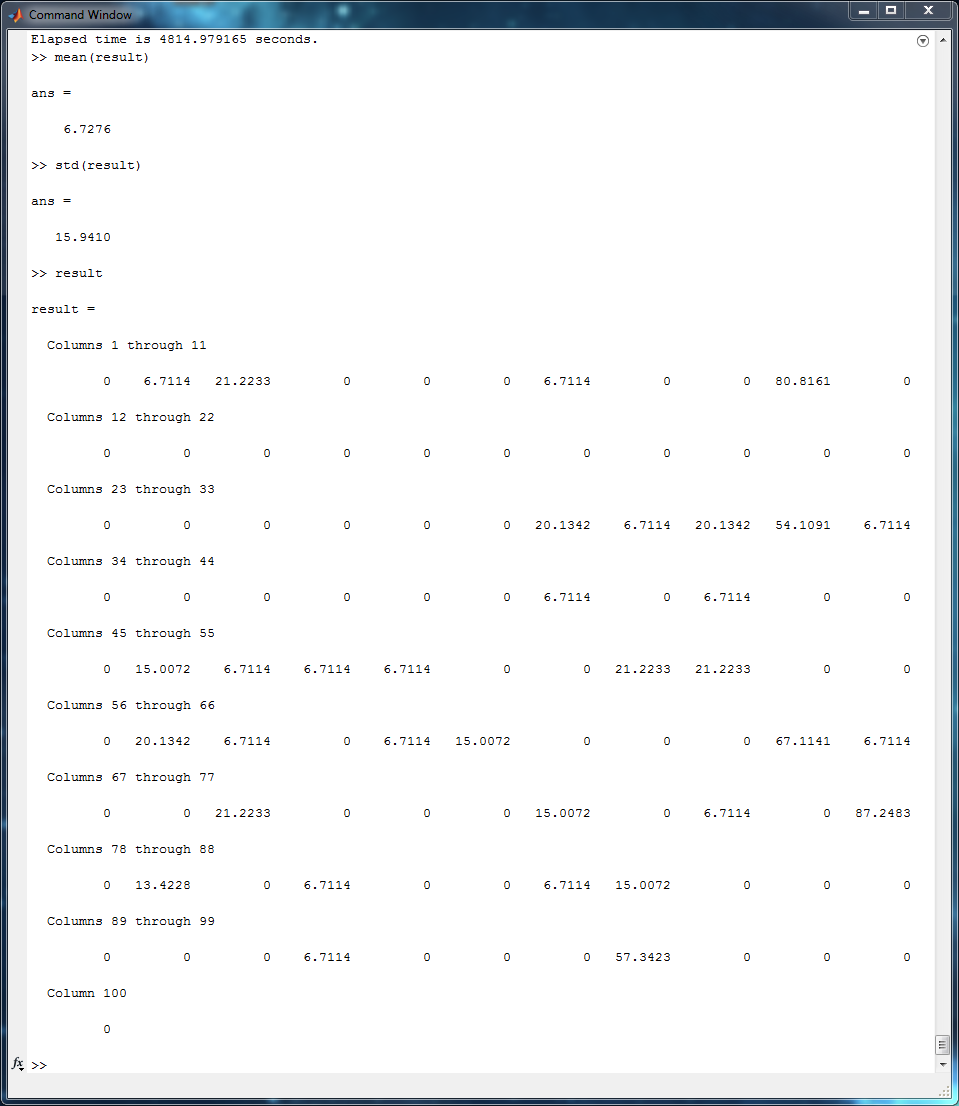 Command Window
Elapsed time is 4814.979165 seconds.
>> mean(result)
ans =
6.7276
>> std(result)
ans =
15.9410
>> result
result =
Columns 1 through 11
0 6.7114 21.2233 0 0 0 6.7114 0 0 80.8161 0
Columns 12 through 22
0 0 0 0 0 0 0 0 0 0 0
Columns 23 through 33
0 0 0 0 0 0 20.1342 6.7114 20.1342 54.1091 6.7114
Columns 34 through 44
0 0 0 0 0 0 6.7114 0 6.7114 0 0
Columns 45 through 55
0 15.0072 6.7114 6.7114 6.7114 0 0 21.2233 21.2233 0 0
Columns 56 through 66
0 20.1342 6.7114 0 6.7114 15.0072 0 0 0 67.1141 6.7114
Columns 67 through 77
0 0 21.2233 0 0 0 15.0072 0 6.7114 0 87.2483
Columns 78 through 88
0 13.4228 0 6.7114 0 0 6.7114 15.0072 0 0 0
Columns 89 through 99
0 0 0 6.7114 0 0 0 57.3423 0 0 0
Column 100
0
fx >>